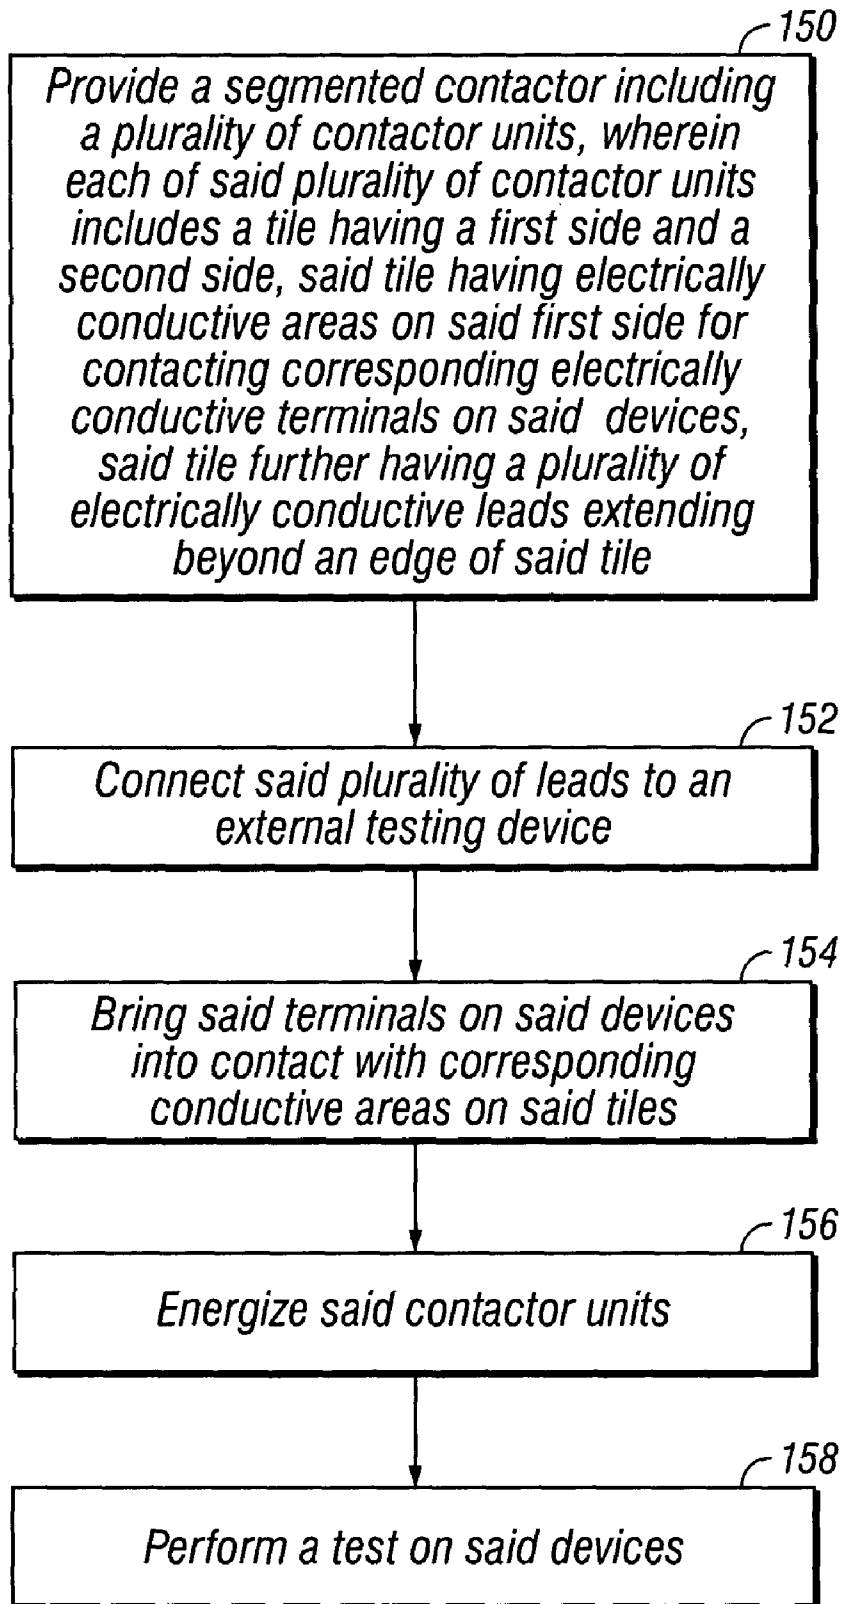 150
Provide a segmented contactor including
a plurality of contactor units, wherein
each of said plurality of contactor units
includes a tile having a first side and a
second side, said tile having electrically
conductive areas on said first side for
contacting corresponding electrically
conductive terminals on said devices,
said tile further having a plurality of
electrically conductive leads extending
beyond an edge of said tile
152
Connect said plurality of leads to an
external testing device
154
Bring said terminals on said devices
into contact with corresponding
conductive areas on said tiles
156
Energize said contactor units
158
Perform a test on said devices